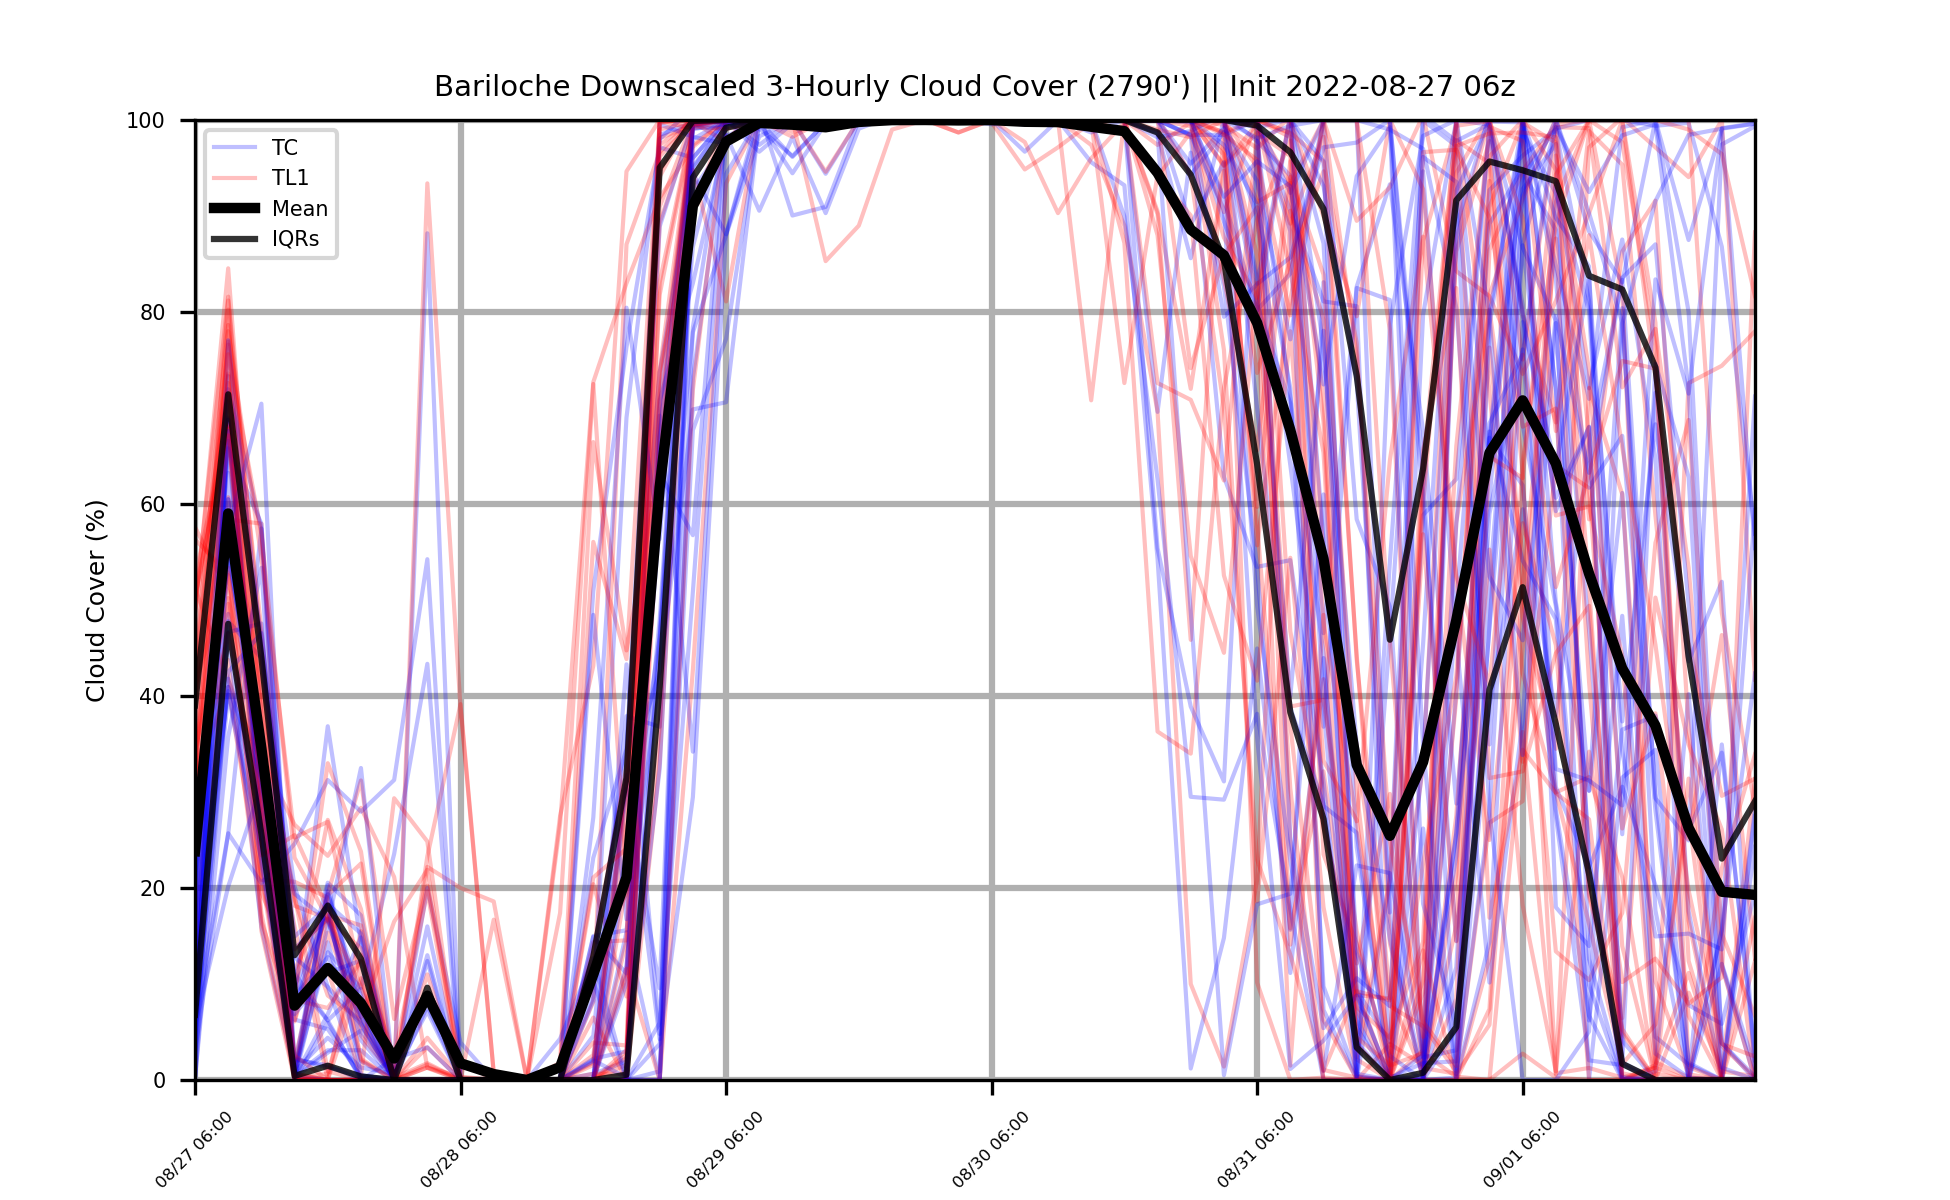 Bariloche Downscaled 3-Hourly Cloud Cover (2790') || Init 2022-08-27 06z
Cloud Cover (%)
100
80
60
40
20
0
TC
TL1
Mean
IQRs
08/27 06:00
08/28 06:00
08/29 06:00
08/30 06:00
08/31 06:00
09/01 06:00